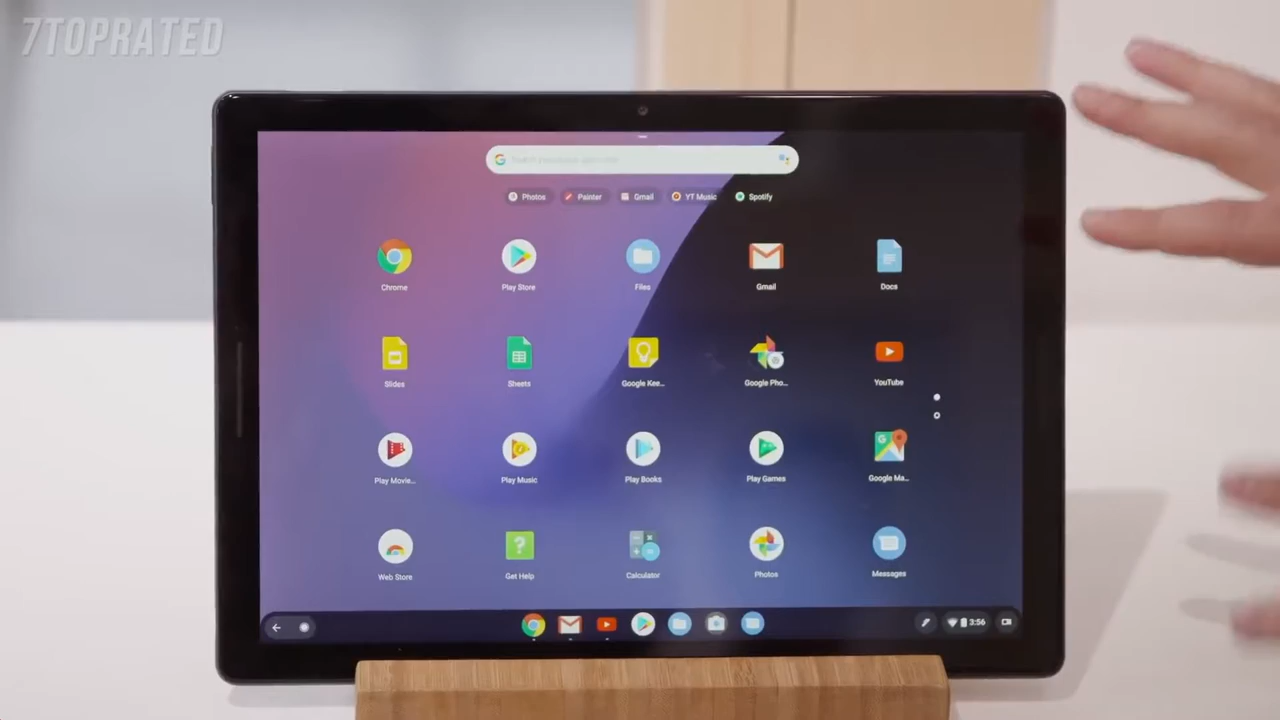 7TOPRATED
Photos Painter Gmail YT Music Spotify
Chrome Play Store Files Gmail Docs
Slides Sheets Google Kee... Google Pho... YouTube
Play Movie... Play Music Play Books Play Games Google Ma...
Web Store Get Help Calculator Photos Messages
3:56